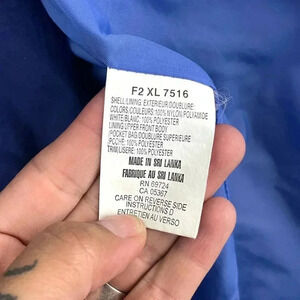 F2 XL 7516
SHELL LINING, EXTERIEUR/DOUBLURE:
COLORS/COULEURS:100% NYLON/POLYAMIDE
WHITE/BLANC: 100% POLYESTER
LINING UPPER FRONT BODY
/POCKET BAG/DOUBLURE SUPERIEURE
/POCHE: 100% POLYESTER
TRIM/LISERE: 100% POLYESTER
MADE IN SRI LANKA
FABRIQUE AU SRI LANKA
RN 69724
CA 05367
CARE ON REVERSE SIDE
INSTRUCTIONS D
ENTRETIEN AU VERSO